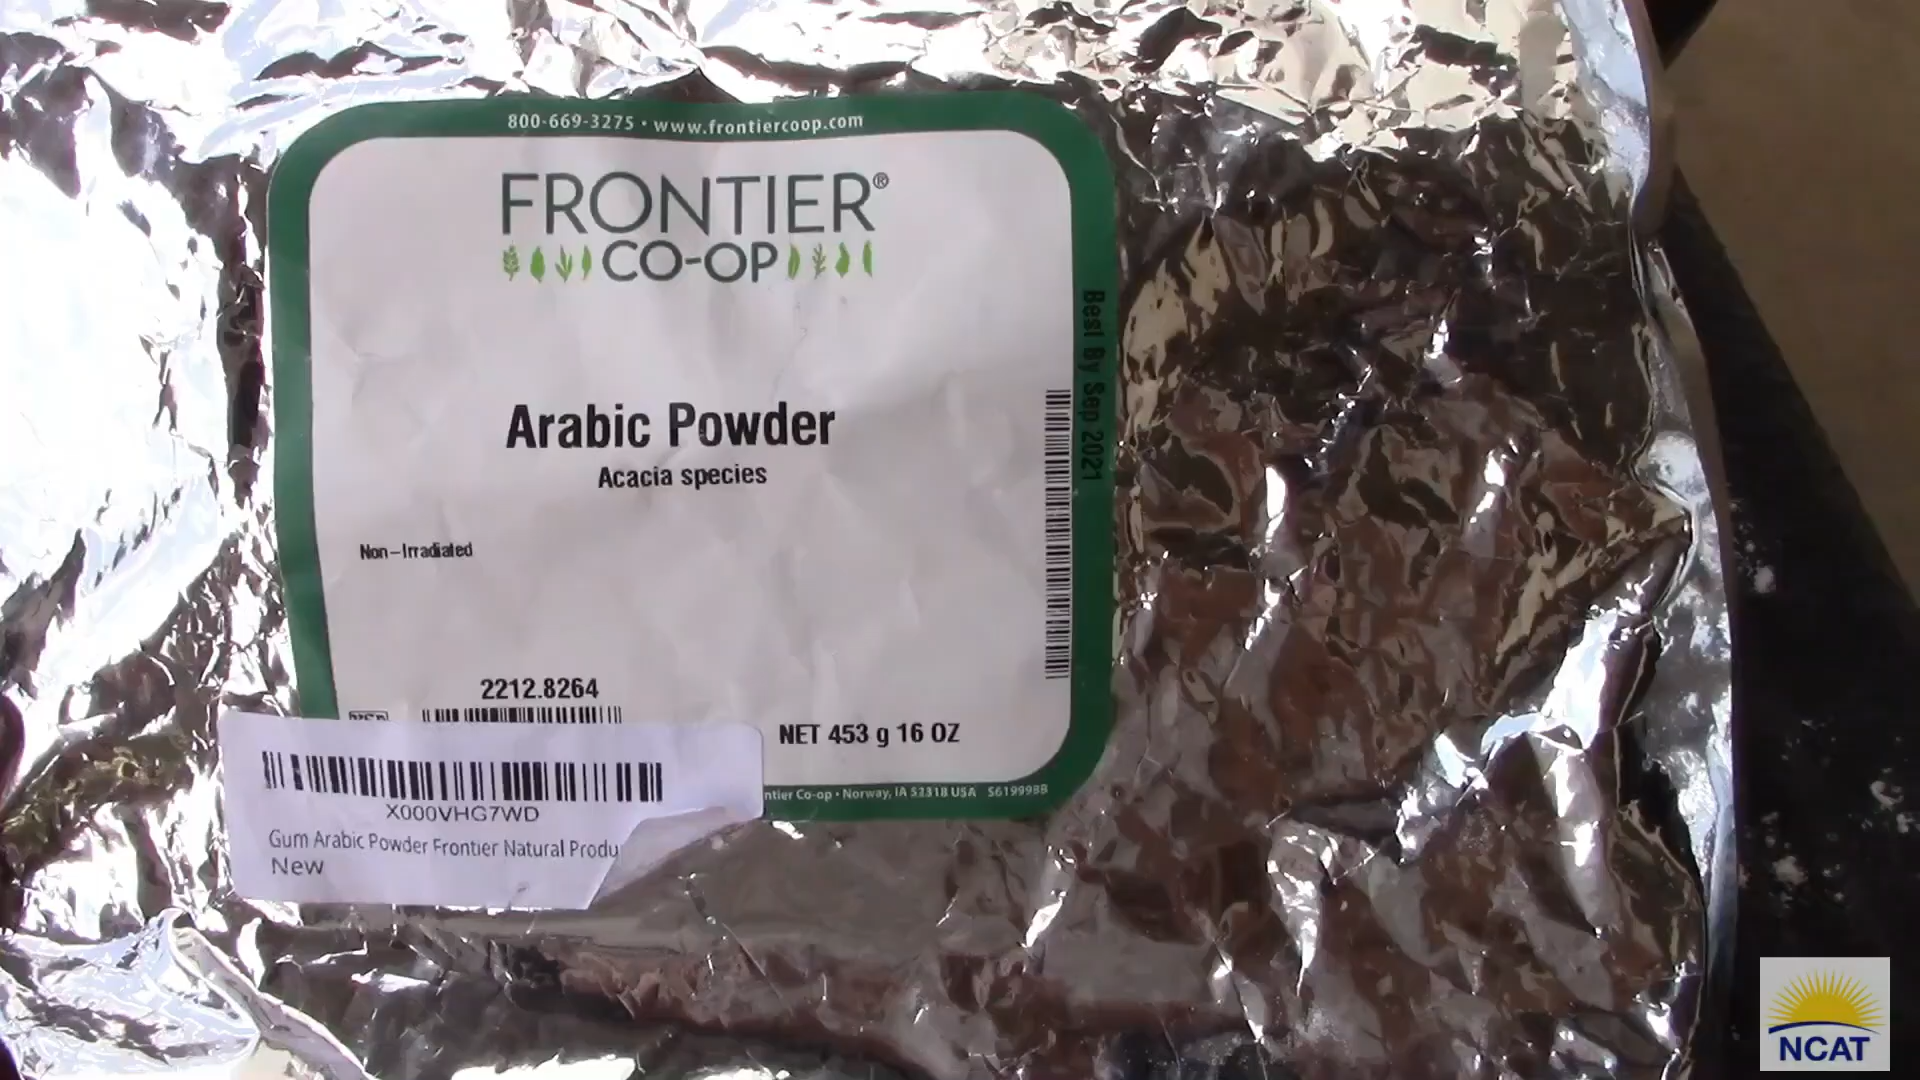 800-669-3275 • www.frontiercoop.com
FRONTIER®
CO-OP
Arabic Powder
Acacia species
Non-Irradiated
Best By Sep 2021
2212.8264
NET 453 g 16 OZ
Co-op • Norway, IA 52318 USA
X000VHG7WD
Gum Arabic Powder Frontier Natural Produ
New
NCAT